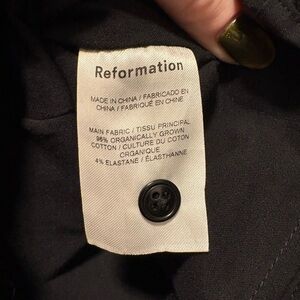 Reformation
MADE IN CHINA / FABRICADO EN
CHINA / FABRIQUÉ EN CHINE
MAIN FABRIC / TISSU PRINCIPAL
96% ORGANICALLY GROWN
COTTON / CULTURE DU COTON
ORGANIQUE
4% ELASTANE / ÉLASTHANNE